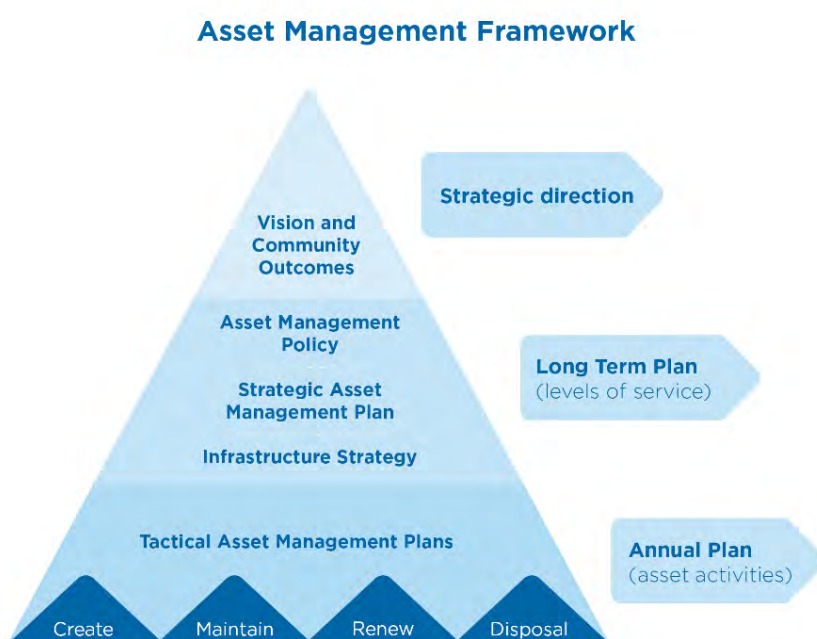 Asset Management Framework
Vision and
Community
Outcomes
Strategic direction
Asset Management
Policy
Strategic Asset
Management Plan
Infrastructure Strategy
Long Term Plan
(levels of service)
Tactical Asset Management Plans
Annual Plan
(asset activities)
Create
Maintain
Renew
Disposal